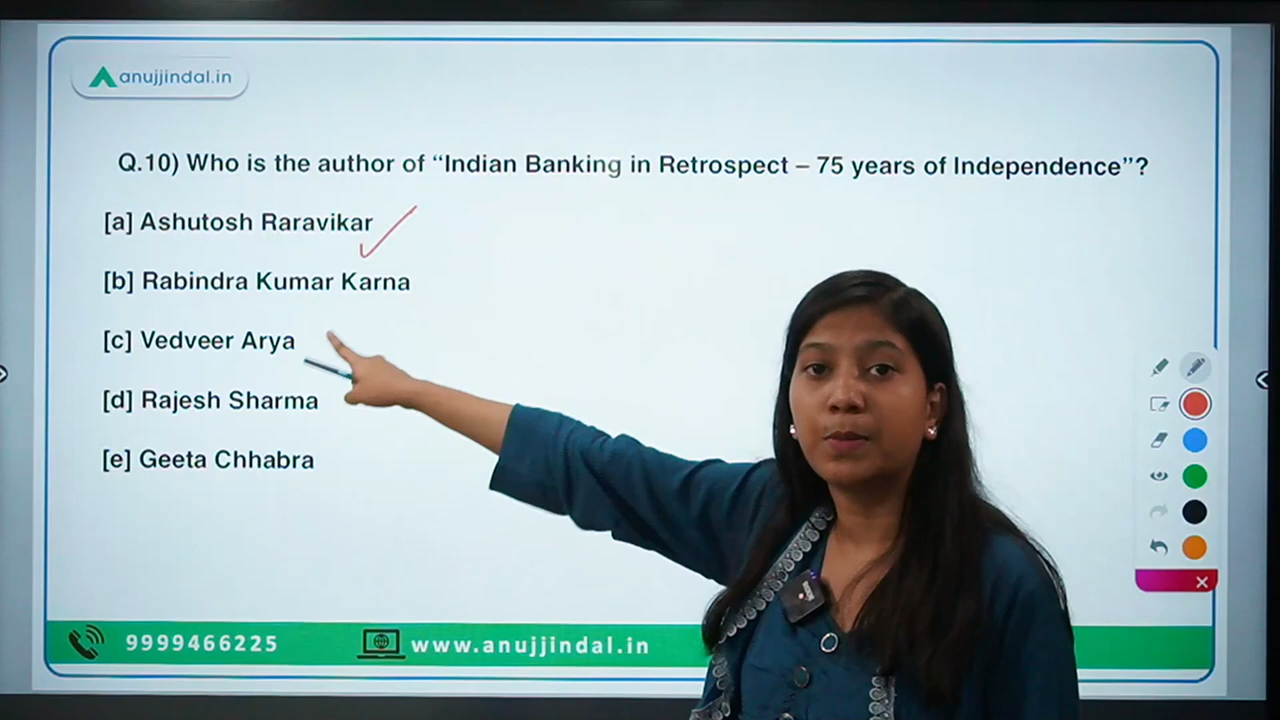 anujjindal.in
Q.10) Who is the author of “Indian Banking in Retrospect – 75 years of Independence”?
[a] Ashutosh Raravikar
[b] Rabindra Kumar Karna
[c] Vedveer Arya
[d] Rajesh Sharma
[e] Geeta Chhabra
9999466225
www.anujjindal.in